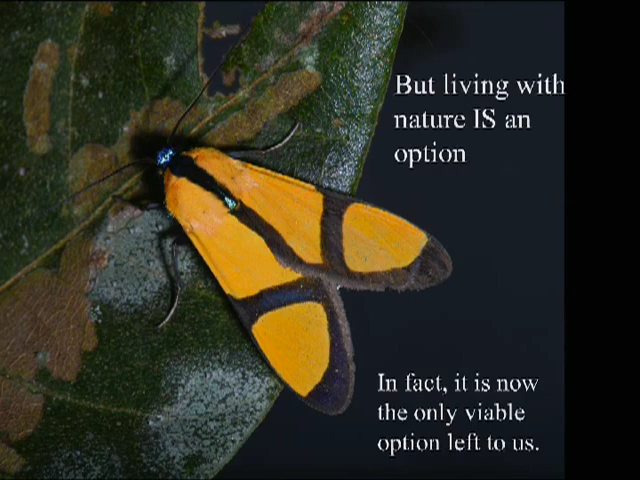 But living with
nature IS an
option
In fact, it is now
the only viable
option left to us.